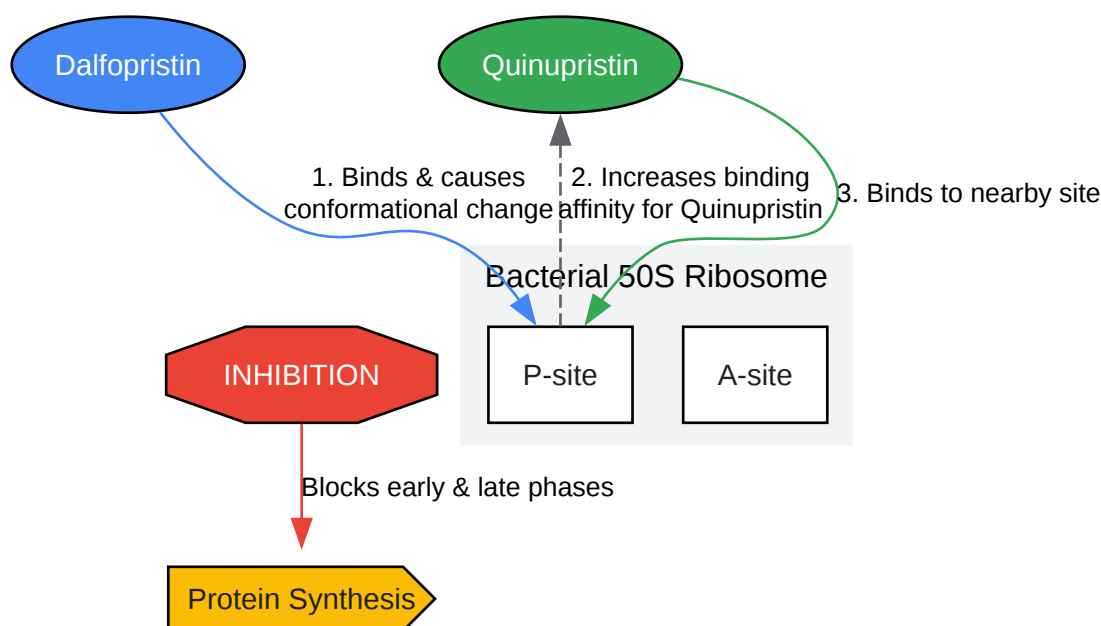 Dalfopristin
Quinupristin
1. Binds & causes
conformational change
2. Increases binding
affinity for Quinupristin
3. Binds to nearby site
Bacterial 50S Ribosome
P-site
A-site
INHIBITION
Blocks early & late phases
Protein Synthesis